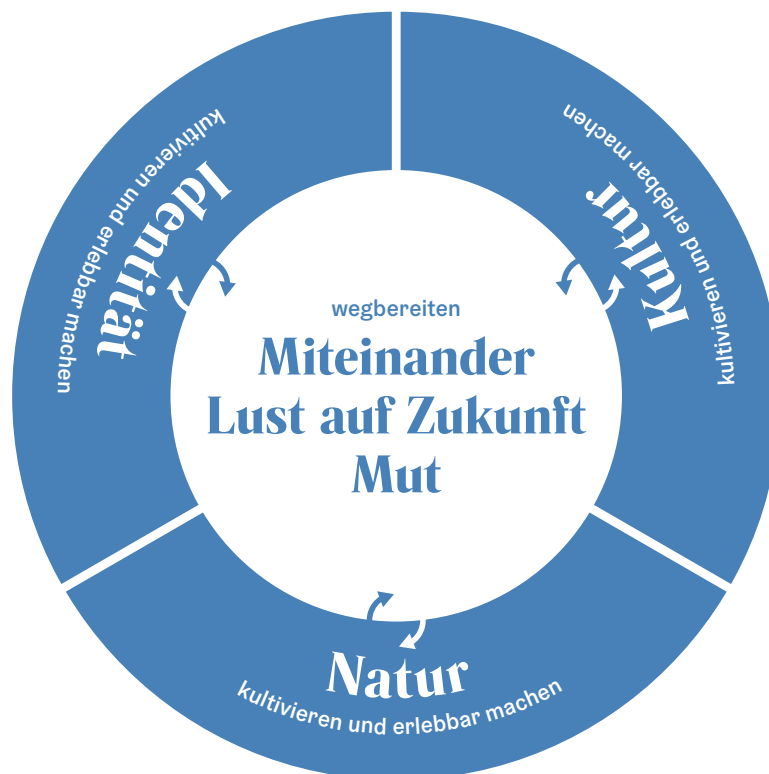 kultivieren und erlebbar machen
Identität
kultivieren und erlebbar machen
Kultur
wegbereiten
Miteinander
Lust auf Zukunft
Mut
Natur
kultivieren und erlebbar machen